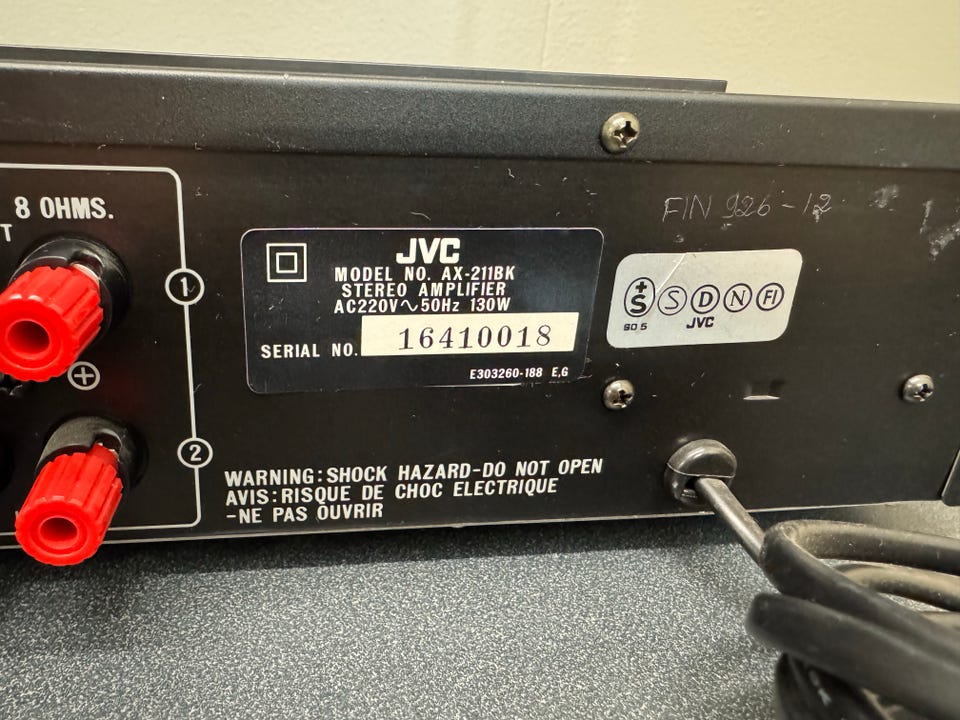 8 OHMS.
T
1
2
JVC
MODEL NO. AX-211BK
STEREO AMPLIFIER
AC220V∼50Hz 130W
SERIAL NO. 16410018
E303260-188 E,G
WARNING:SHOCK HAZARD-DO NOT OPEN
AVIS:RISQUE DE CHOC ELECTRIQUE
-NE PAS OUVRIR
FIN 926-12
+S S D N FI
JVC